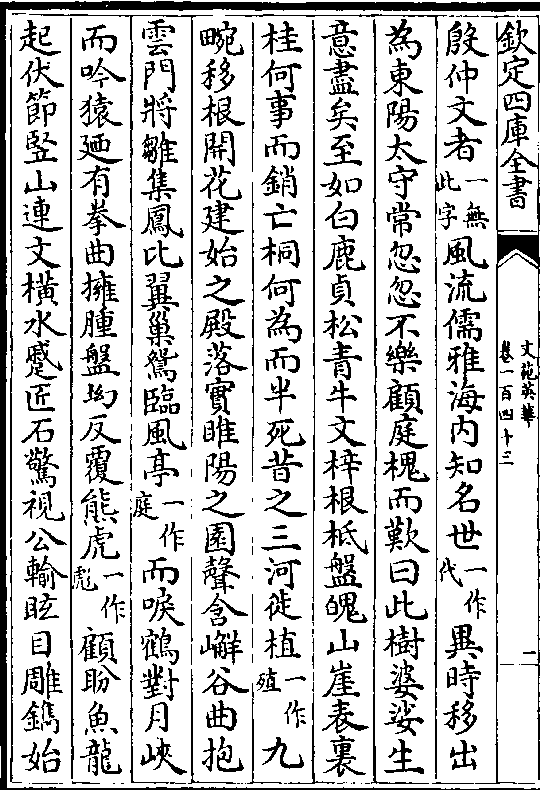 欽定四庫全書
文苑英華
卷一百四十三
二
殷仲文者一無此字風流儒雅海内知名世一作代異時移出
為東陽太守常忽忽不樂顧庭槐而歎曰此樹婆娑生
意盡矣至如白鹿貞松青牛文梓根柢盤魄山崖表裏
桂何事而銷亡桐何為而半死昔之三河徙植一作殖九
畹移根開花建始之殿落實睢陽之園聲含嶰谷曲抱
雲門將雛集鳳比翼巢鴛臨風亭一作庭而唳鶴對月峽
而吟猿廼有拳曲擁腫盤坳反覆熊虎一作彪顧盼魚龍
起伏節竪山連文橫水蹙匠石驚視公輸眩目雕鐫始